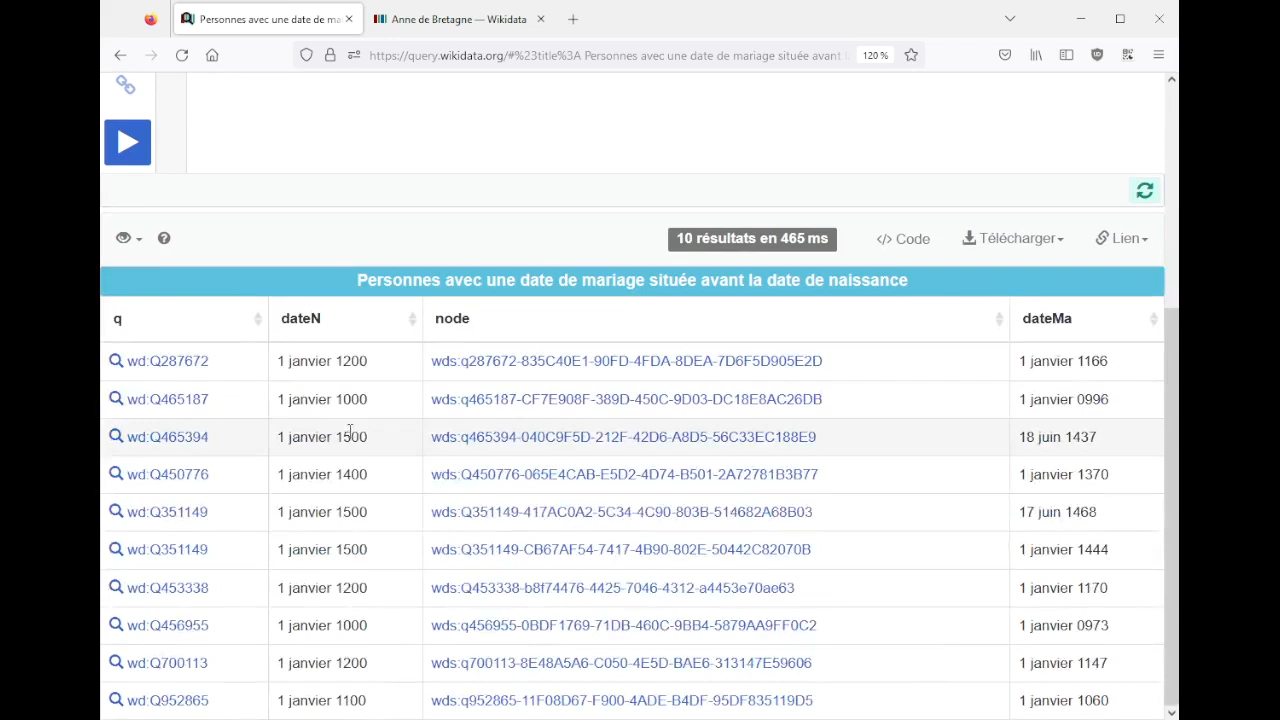 Personnes avec une date de ma
Anne de Bretagne — Wikidata
https://query.wikidata.org/#%23title%3A Personnes avec une date de mariage située avant
120 %
10 résultats en 465 ms
</> Code
Télécharger
Lien
Personnes avec une date de mariage située avant la date de naissance
q dateN node dateMa
wd:Q287672 1 janvier 1200 wds:q287672-835C40E1-90FD-4FDA-8DEA-7D6F5D905E2D 1 janvier 1166
wd:Q465187 1 janvier 1000 wds:q465187-CF7E908F-389D-450C-9D03-DC18E8AC26DB 1 janvier 0996
wd:Q465394 1 janvier 1500 wds:q465394-040C9F5D-212F-42D6-A8D5-56C33EC188E9 18 juin 1437
wd:Q450776 1 janvier 1400 wds:Q450776-065E4CAB-E5D2-4D74-B501-2A72781B3B77 1 janvier 1370
wd:Q351149 1 janvier 1500 wds:Q351149-417AC0A2-5C34-4C90-803B-514682A68B03 17 juin 1468
wd:Q351149 1 janvier 1500 wds:Q351149-CB67AF54-7417-4B90-802E-50442C82070B 1 janvier 1444
wd:Q453338 1 janvier 1200 wds:Q453338-b8f74476-4425-7046-4312-a4453e70ae63 1 janvier 1170
wd:Q456955 1 janvier 1000 wds:q456955-0BDF1769-71DB-460C-9BB4-5879AA9FF0C2 1 janvier 0973
wd:Q700113 1 janvier 1200 wds:q700113-8E48A5A6-C050-4E5D-BAE6-313147E59606 1 janvier 1147
wd:Q952865 1 janvier 1100 wds:q952865-11F08D67-F900-4ADE-B4DF-95DF835119D5 1 janvier 1060